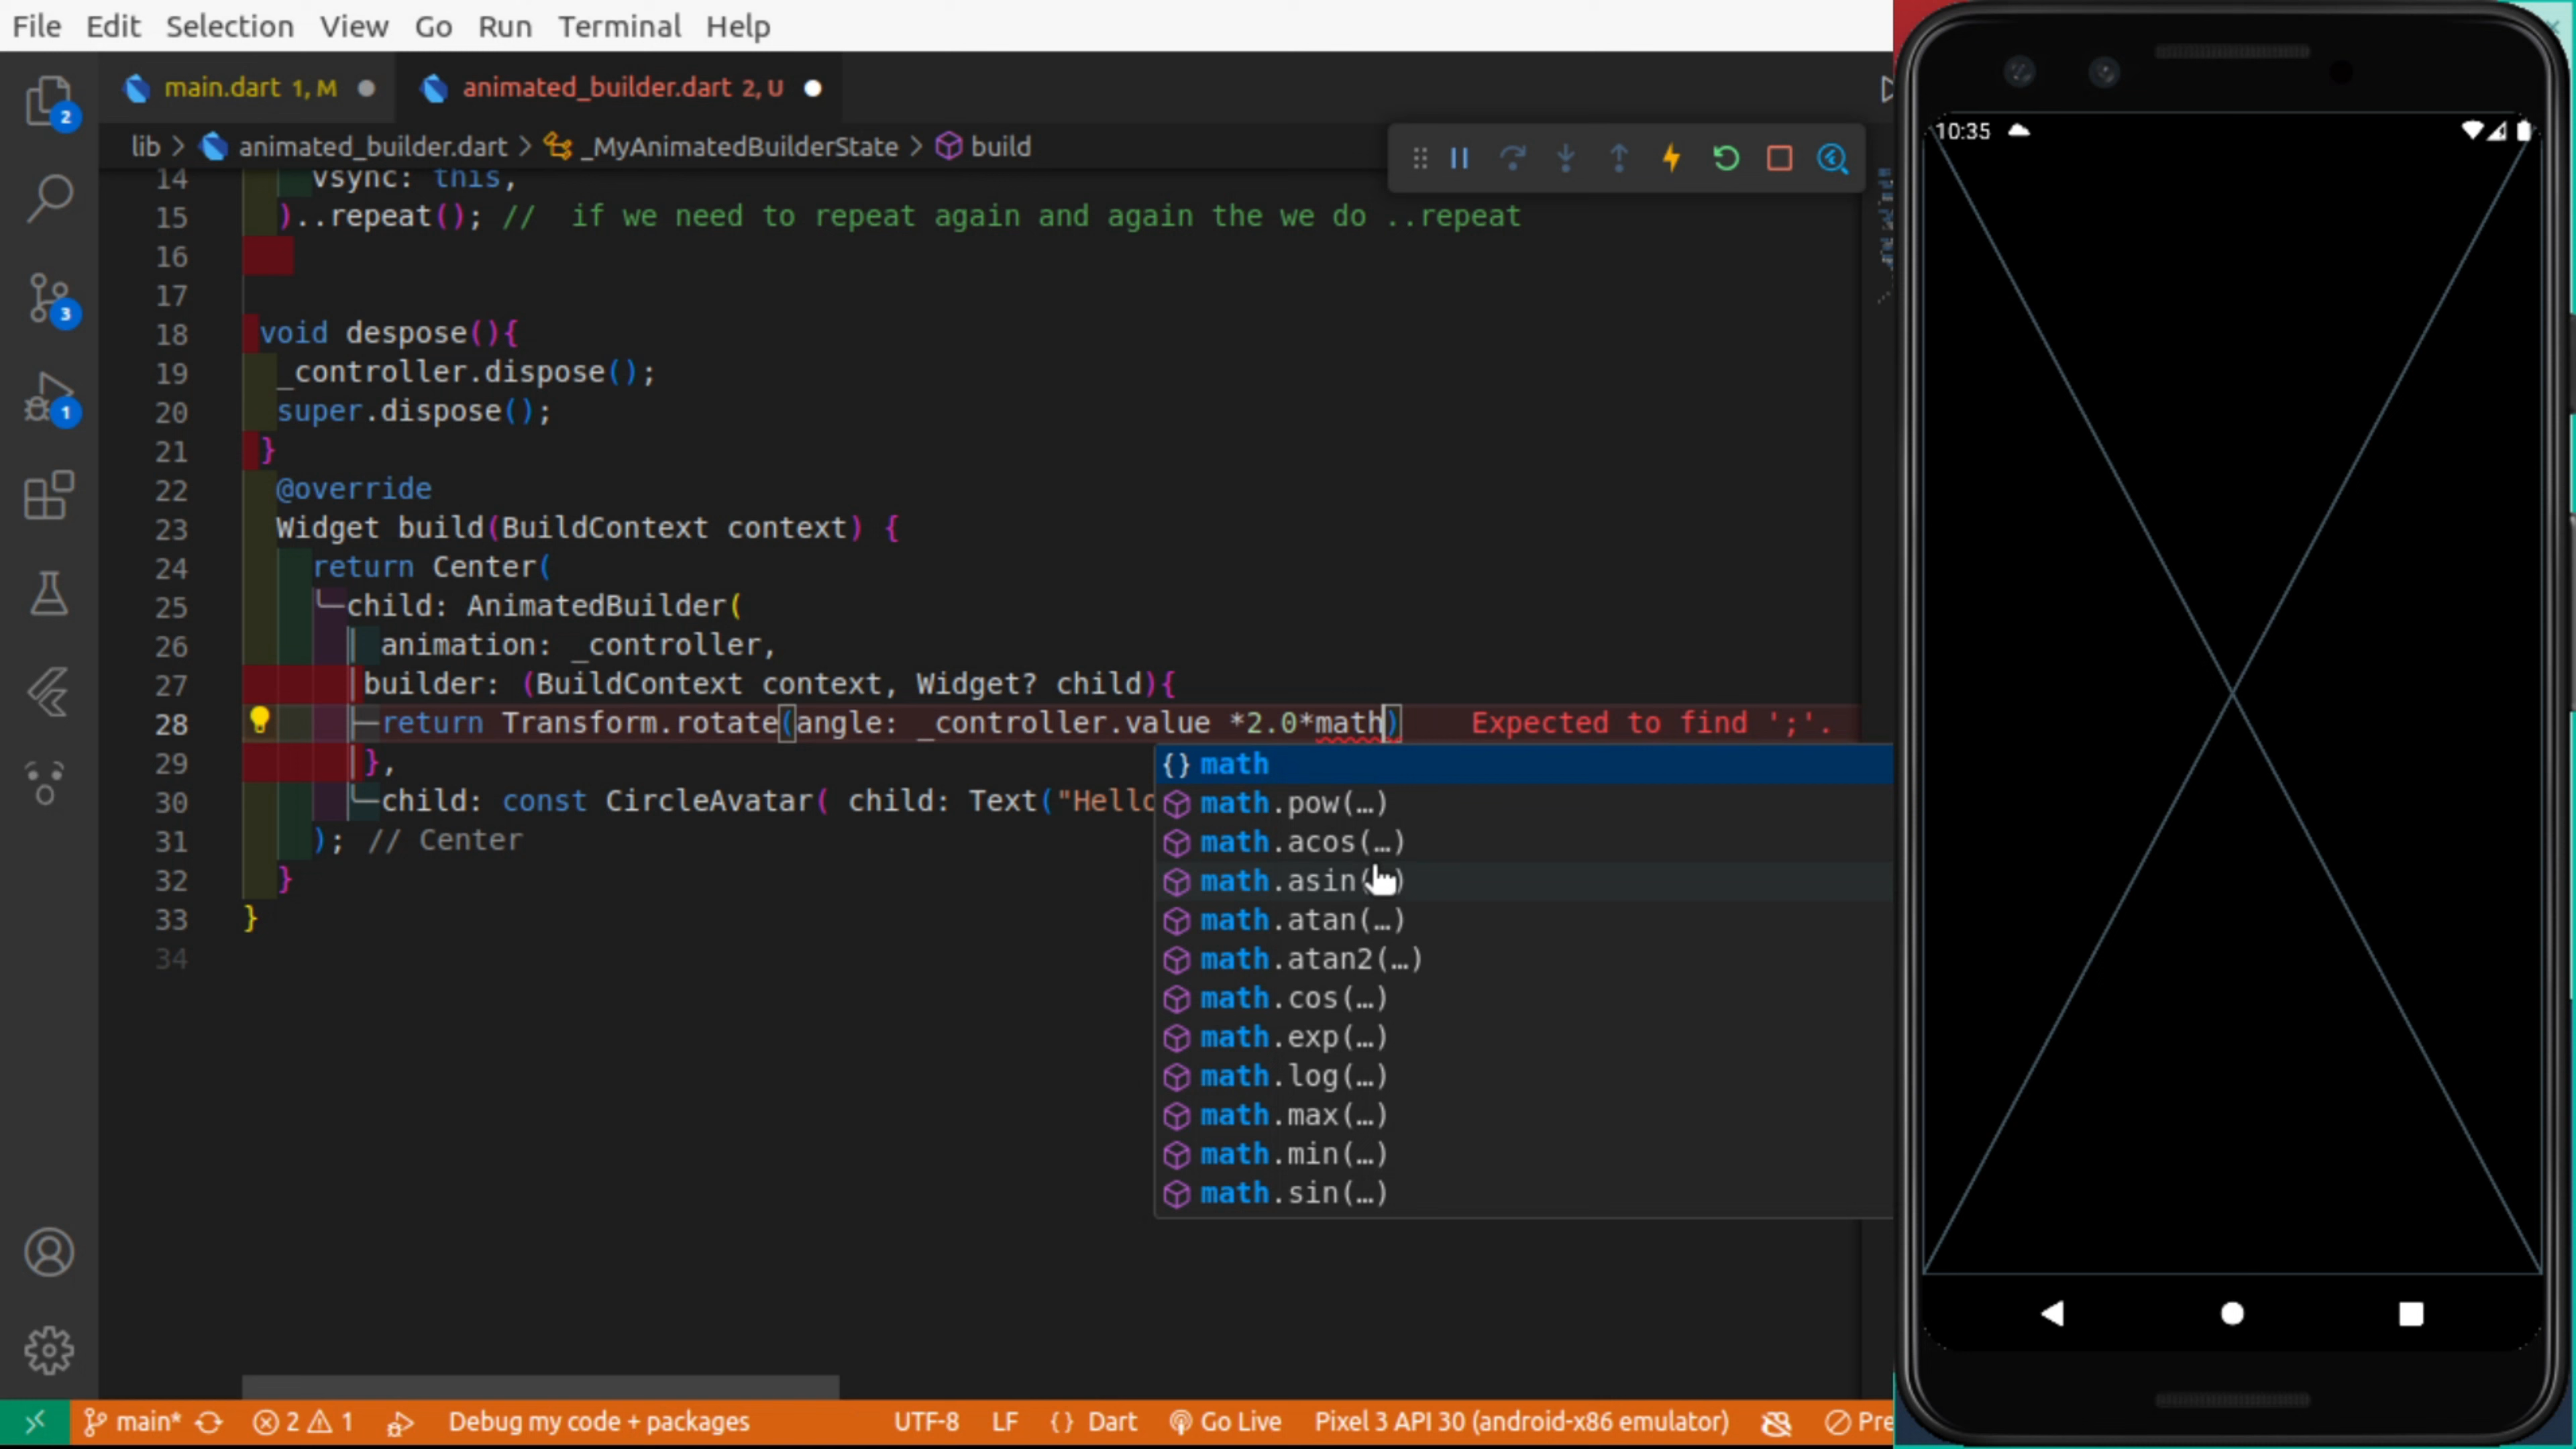 File Edit Selection View Go Run Terminal Help
main.dart 1, M animated_builder.dart 2, U
lib > animated_builder.dart > _MyAnimatedBuilderState > build
14 vsync: this,
15 )..repeat(); //  if we need to repeat again and again the we do ..repeat
16
17
18 void despose(){
19 _controller.dispose();
20 super.dispose();
21 }
22 @override
23 Widget build(BuildContext context) {
24 return Center(
25 child: AnimatedBuilder(
26 animation: _controller,
27 builder: (BuildContext context, Widget? child){
28 return Transform.rotate(angle: _controller.value *2.0*math) Expected to find ';'.
29 },
30 child: const CircleAvatar( child: Text("Hello
31 ); // Center
32 }
33 }
34
{} math
math.pow(…)
math.acos(…)
math.asin(…)
math.atan(…)
math.atan2(…)
math.cos(…)
math.exp(…)
math.log(…)
math.max(…)
math.min(…)
math.sin(…)
2
3
1
main* 2 1 Debug my code + packages UTF-8 LF {} Dart Go Live Pixel 3 API 30 (android-x86 emulator) Pre
10:35